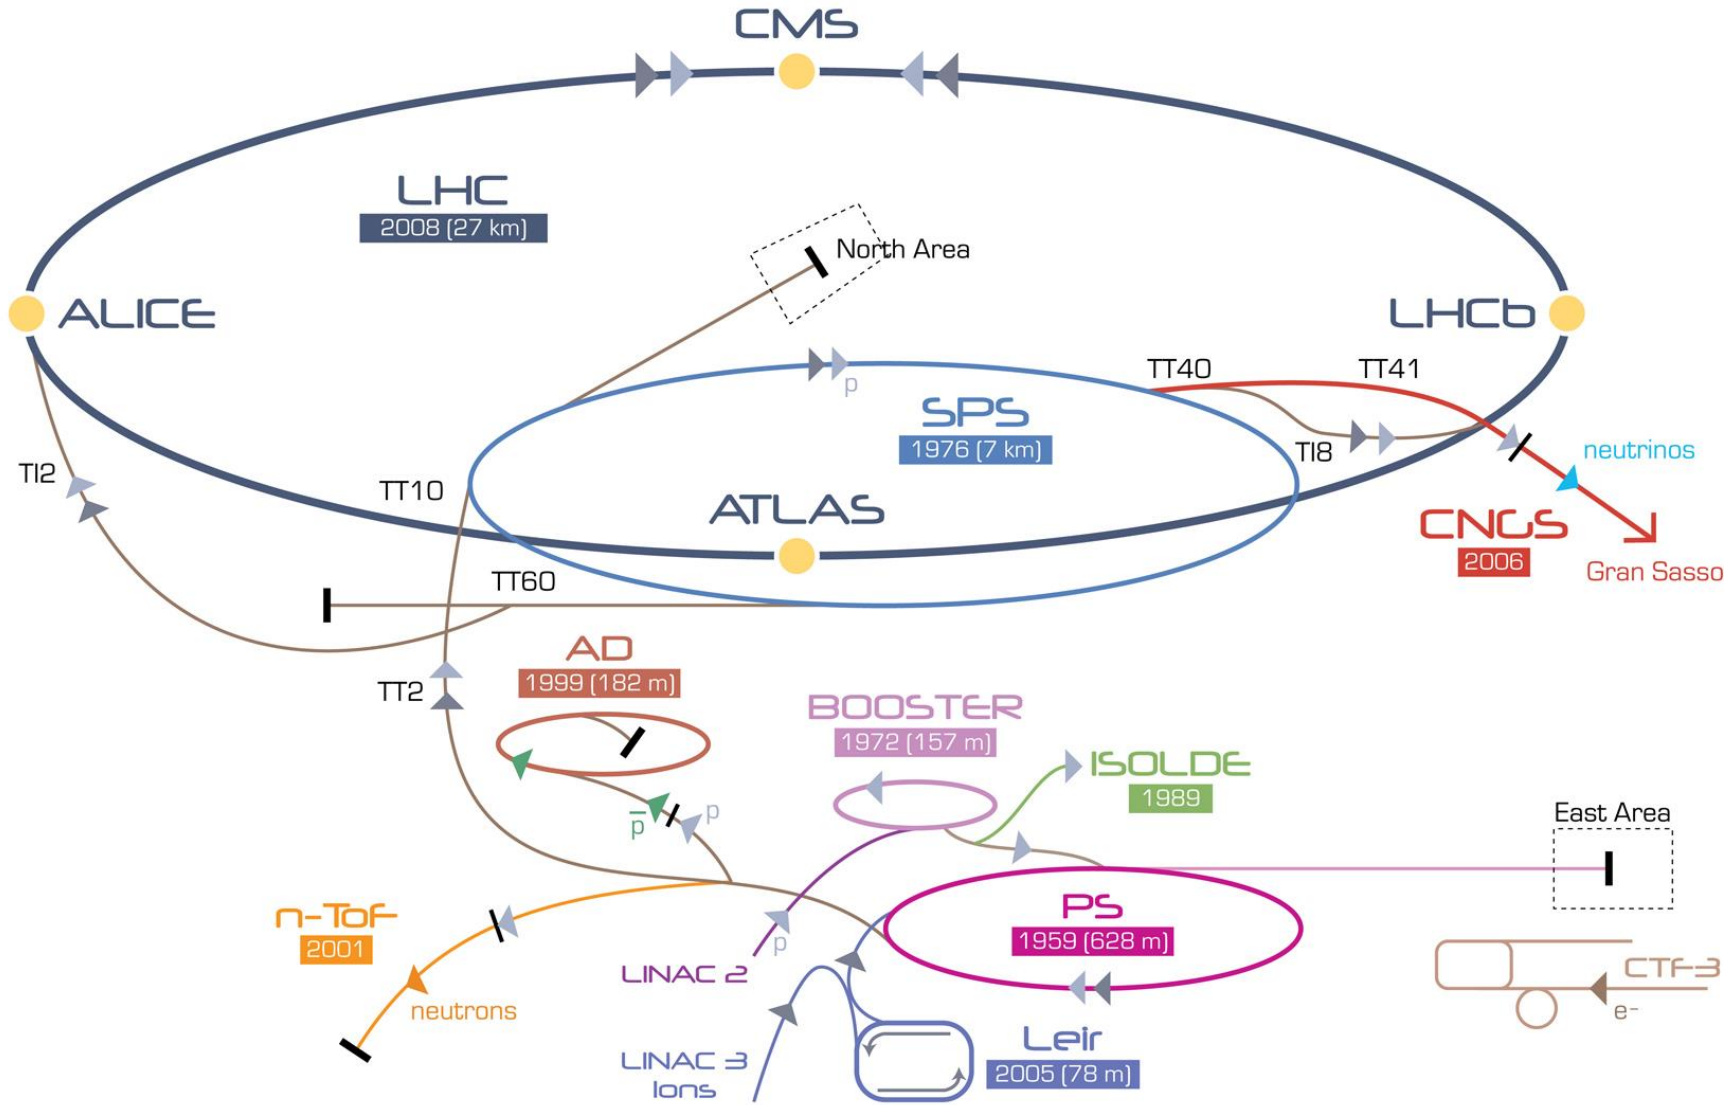 CMS
LHC
2008 (27 km)
North Area
ALICE
LHCb
TT40
TT41
p
SPS
1976 (7 km)
TI8
neutrinos
TI2
TT10
ATLAS
CNGS
2006
Gran Sasso
TT60
AD
1999 (182 m)
TT2
BOOSTER
1972 (157 m)
ISOLDE
1989
p̅
p
East Area
n-ToF
2001
PS
1959 (628 m)
p
LINAC 2
CTF-3
e-
neutrons
Leir
2005 (78 m)
LINAC 3
Ions